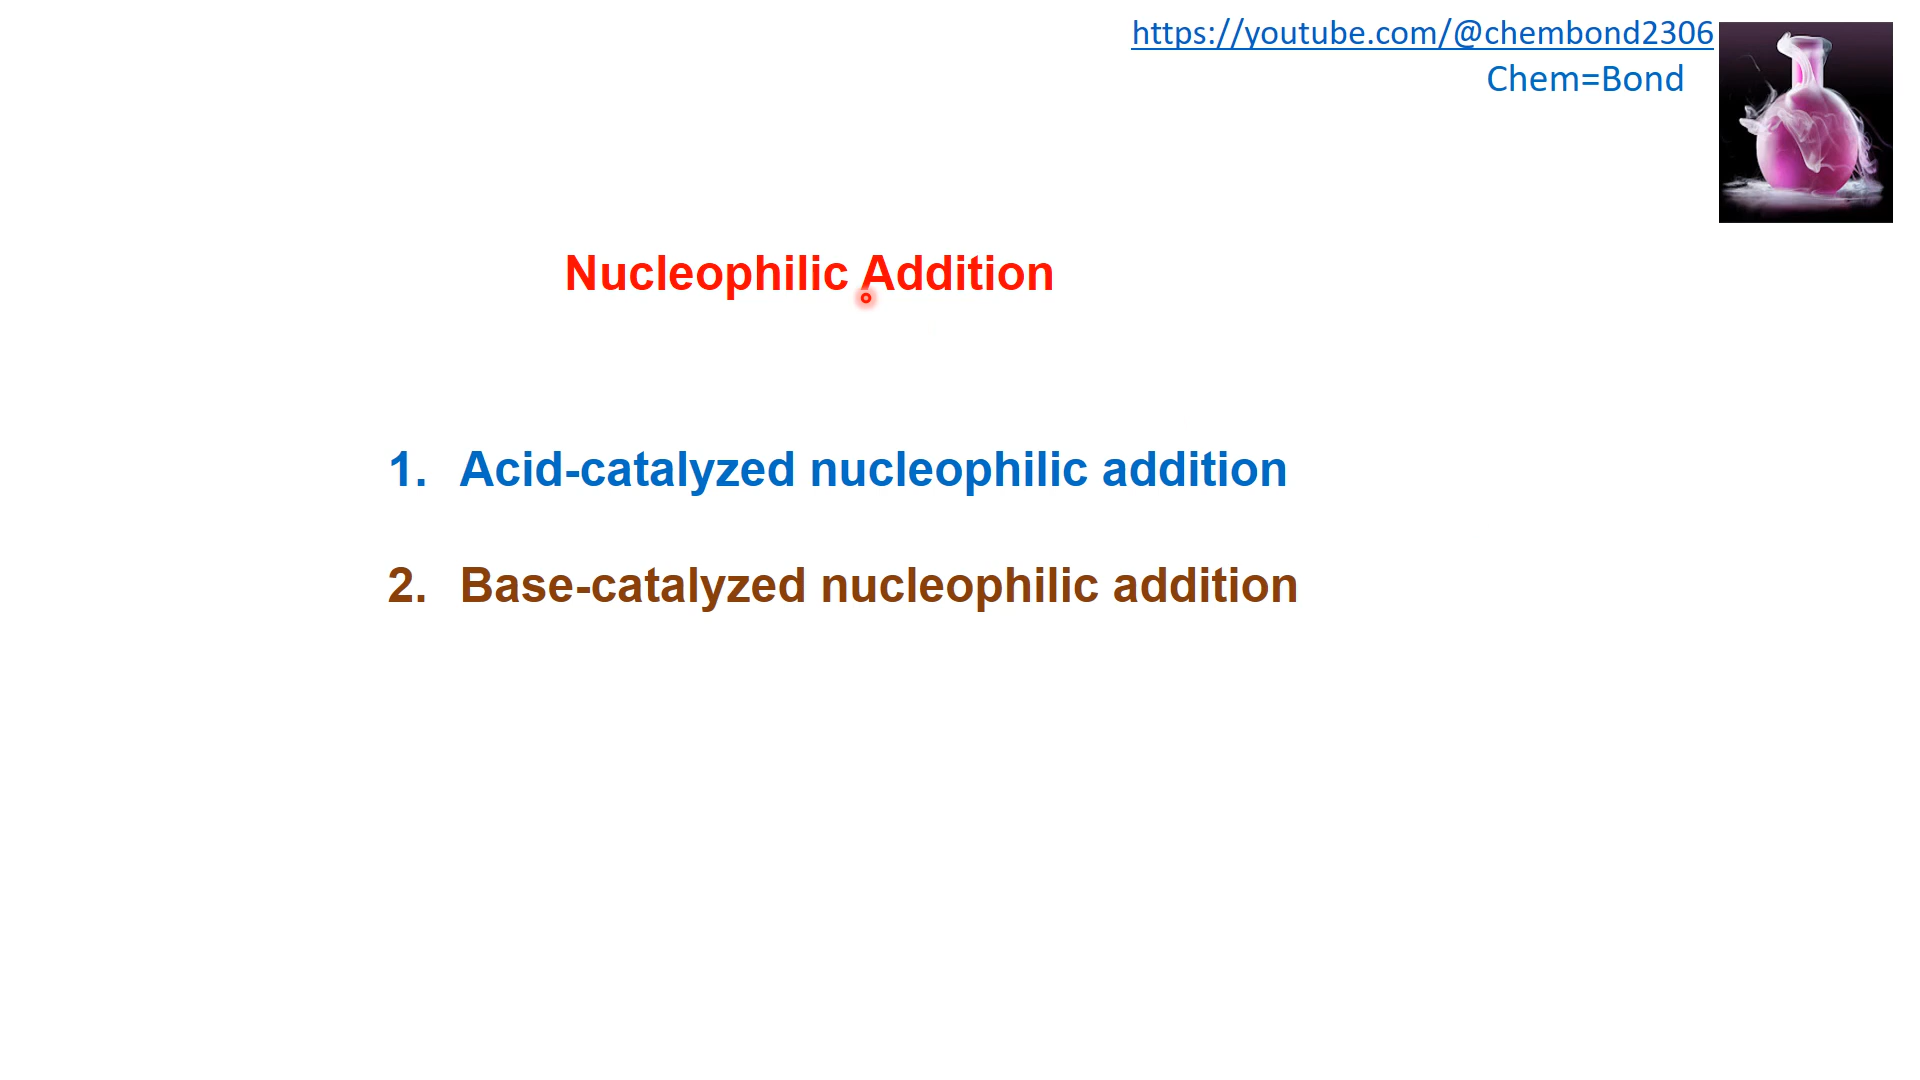 https://youtube.com/@chembond2306
Chem=Bond
Nucleophilic Addition
1. Acid-catalyzed nucleophilic addition
2. Base-catalyzed nucleophilic addition